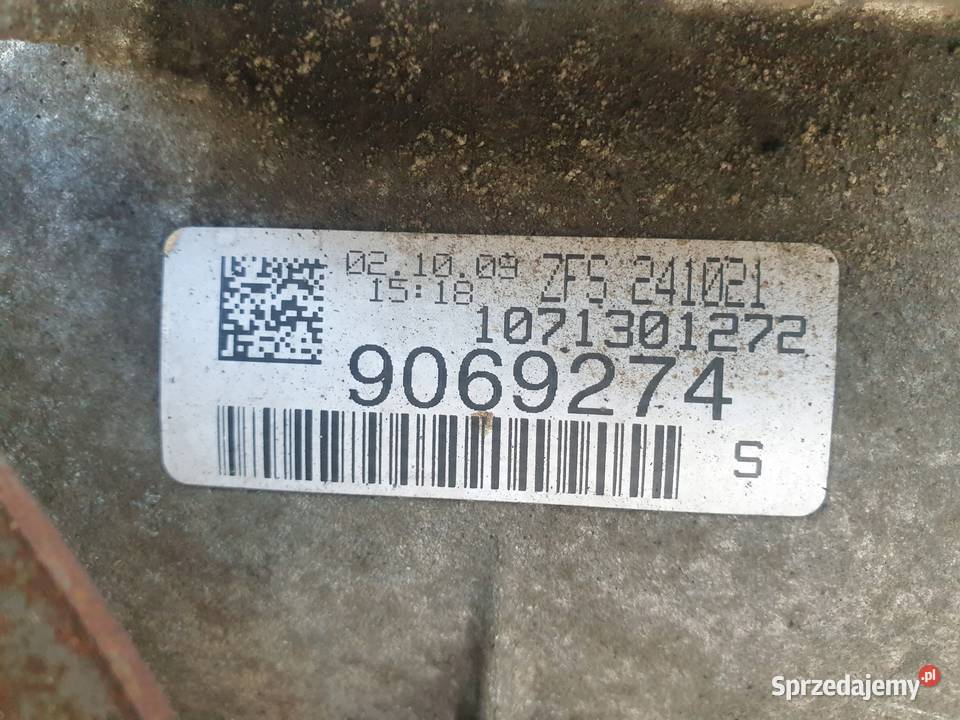 02.10.09 ZFS 241021
15:18
1071301272
9069274
S
Sprzedajemy.pl